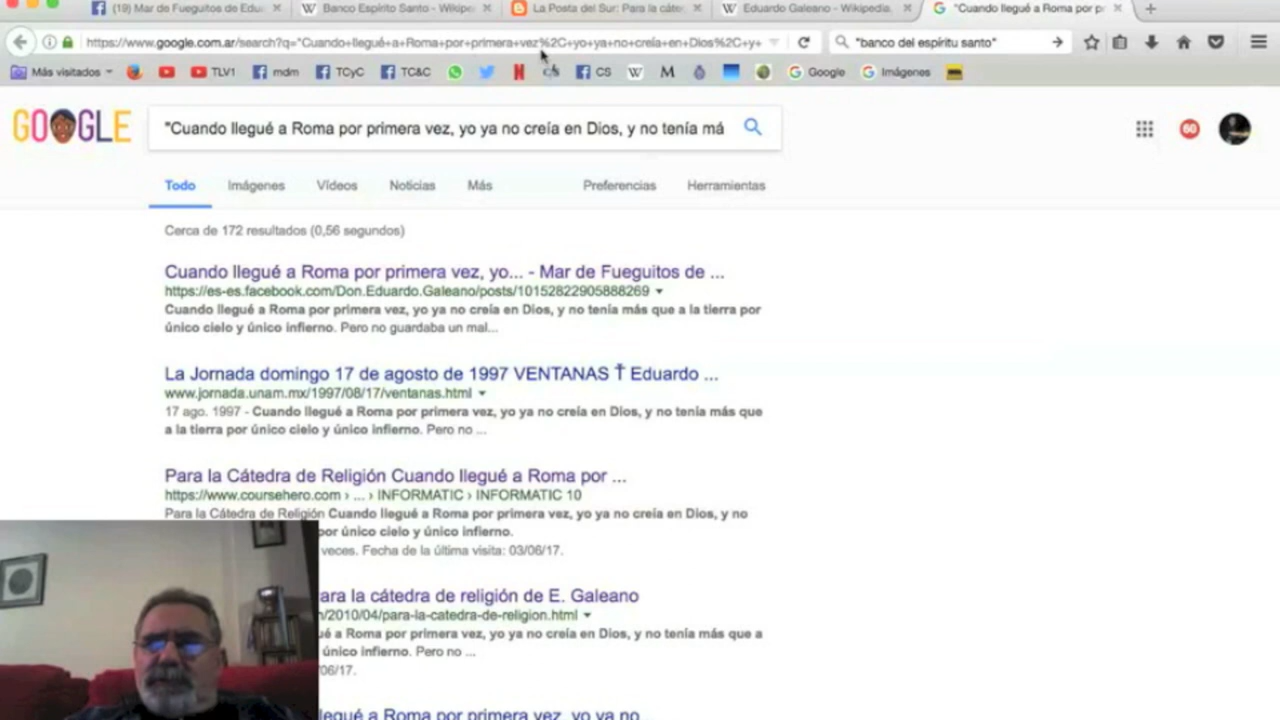 (19) Mar de Fueguitos de Edu
Banco Espírito Santo - Wikipe
La Posta del Sur: Para la cáte
Eduardo Galeano - Wikipedia
"Cuando llegué a Roma por pr
https://www.google.com.ar/search?q="Cuando+llegué+a+Roma+por+primera+vez%2C+yo+ya+no+creía+en+Dios%2C+y+
"banco del espíritu santo"
Más visitados
TLV1
mdm
TCyC
TC&C
CS
Google
Imágenes
GOOGLE
"Cuando llegué a Roma por primera vez, yo ya no creía en Dios, y no tenía má
60
Todo
Imágenes
Vídeos
Noticias
Más
Preferencias
Herramientas
Cerca de 172 resultados (0,56 segundos)
Cuando llegué a Roma por primera vez, yo... - Mar de Fueguitos de ...
https://es-es.facebook.com/Don.Eduardo.Galeano/posts/10152822905888269
Cuando llegué a Roma por primera vez, yo ya no creía en Dios, y no tenía más que a la tierra por
único cielo y único infierno. Pero no guardaba un mal...
La Jornada domingo 17 de agosto de 1997 VENTANAS Ť Eduardo ...
www.jornada.unam.mx/1997/08/17/ventanas.html
17 ago. 1997 - Cuando llegué a Roma por primera vez, yo ya no creía en Dios, y no tenía más que
a la tierra por único cielo y único infierno. Pero no ...
Para la Cátedra de Religión Cuando llegué a Roma por ...
https://www.coursehero.com › ... › INFORMATIC › INFORMATIC 10
Para la Cátedra de Religión Cuando llegué a Roma por primera vez, yo ya no creía en Dios, y no
por único cielo y único infierno.
veces. Fecha de la última visita: 03/06/17.
ara la cátedra de religión de E. Galeano
/2010/04/para-la-catedra-de-religion.html
é a Roma por primera vez, yo ya no creía en Dios, y no tenía más que a
único infierno. Pero no ...
06/17.
legué a Roma por primera vez, yo ya no...